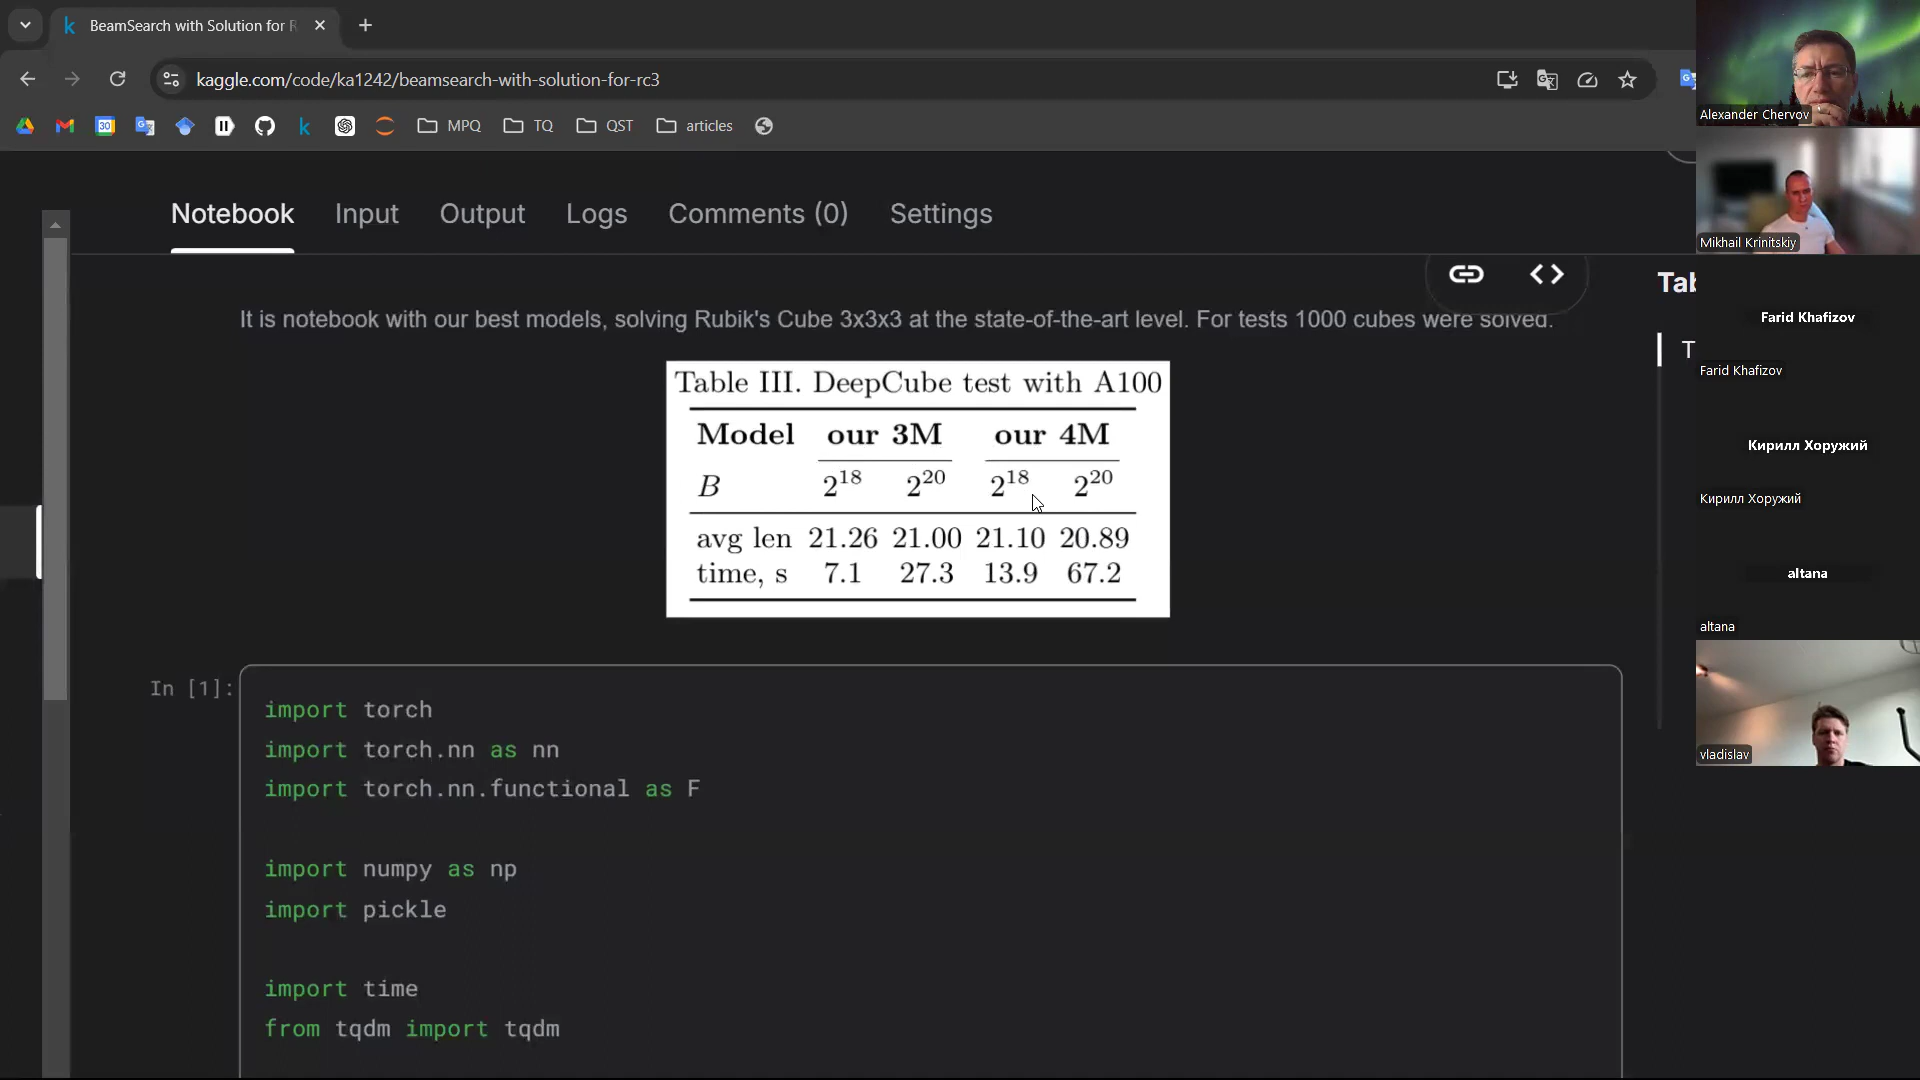 BeamSearch with Solution for R
kaggle.com/code/ka1242/beamsearch-with-solution-for-rc3
30
MPQ
TQ
QST
articles
Notebook
Input
Output
Logs
Comments (0)
Settings
Tab
T
It is notebook with our best models, solving Rubik's Cube 3x3x3 at the state-of-the-art level. For tests 1000 cubes were solved.
Table III. DeepCube test with A100
Model our 3M our 4M
B 2^18 2^20 2^18 2^20
avg len 21.26 21.00 21.10 20.89
time, s 7.1 27.3 13.9 67.2
In [1]:
import torch
import torch.nn as nn
import torch.nn.functional as F
import numpy as np
import pickle
import time
from tqdm import tqdm
Alexander Chervov
Mikhail Krinitskiy
Farid Khafizov
Farid Khafizov
Кирилл Хоружий
Кирилл Хоружий
altana
altana
vladislav